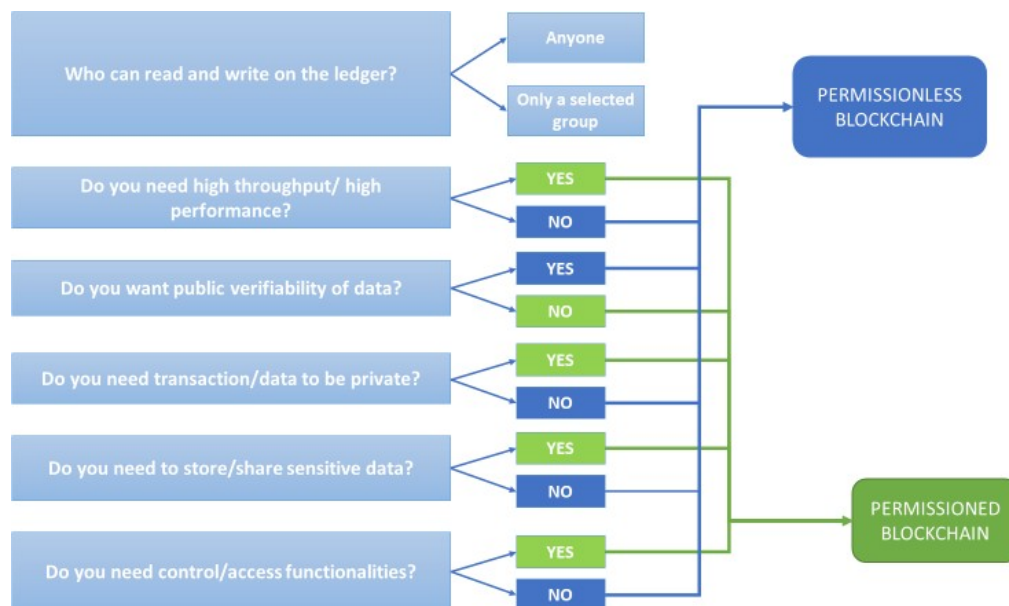 Who can read and write on the ledger?
Anyone
Only a selected
group
PERMISSIONLESS
BLOCKCHAIN
Do you need high throughput/ high
performance?
YES
NO
Do you want public verifiability of data?
YES
NO
Do you need transaction/data to be private?
YES
NO
Do you need to store/share sensitive data?
YES
NO
PERMISSIONED
BLOCKCHAIN
Do you need control/access functionalities?
YES
NO